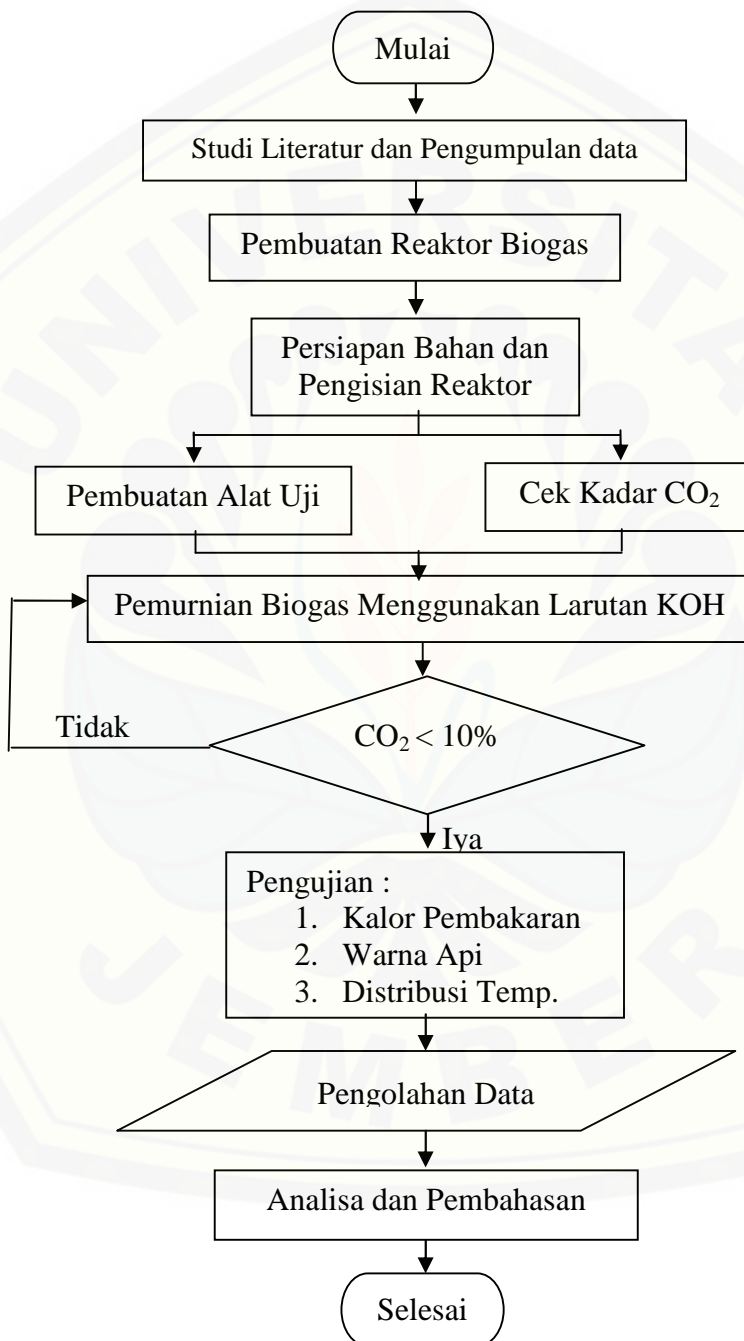 Mulai
Studi Literatur dan Pengumpulan data
Pembuatan Reaktor Biogas
Persiapan Bahan dan
Pengisian Reaktor
Pembuatan Alat Uji
Cek Kadar CO₂
Pemurnian Biogas Menggunakan Larutan KOH
Tidak
CO₂ < 10%
Iya
Pengujian :
1. Kalor Pembakaran
2. Warna Api
3. Distribusi Temp.
Pengolahan Data
Analisa dan Pembahasan
Selesai
UNIVERSITA
JEMBER